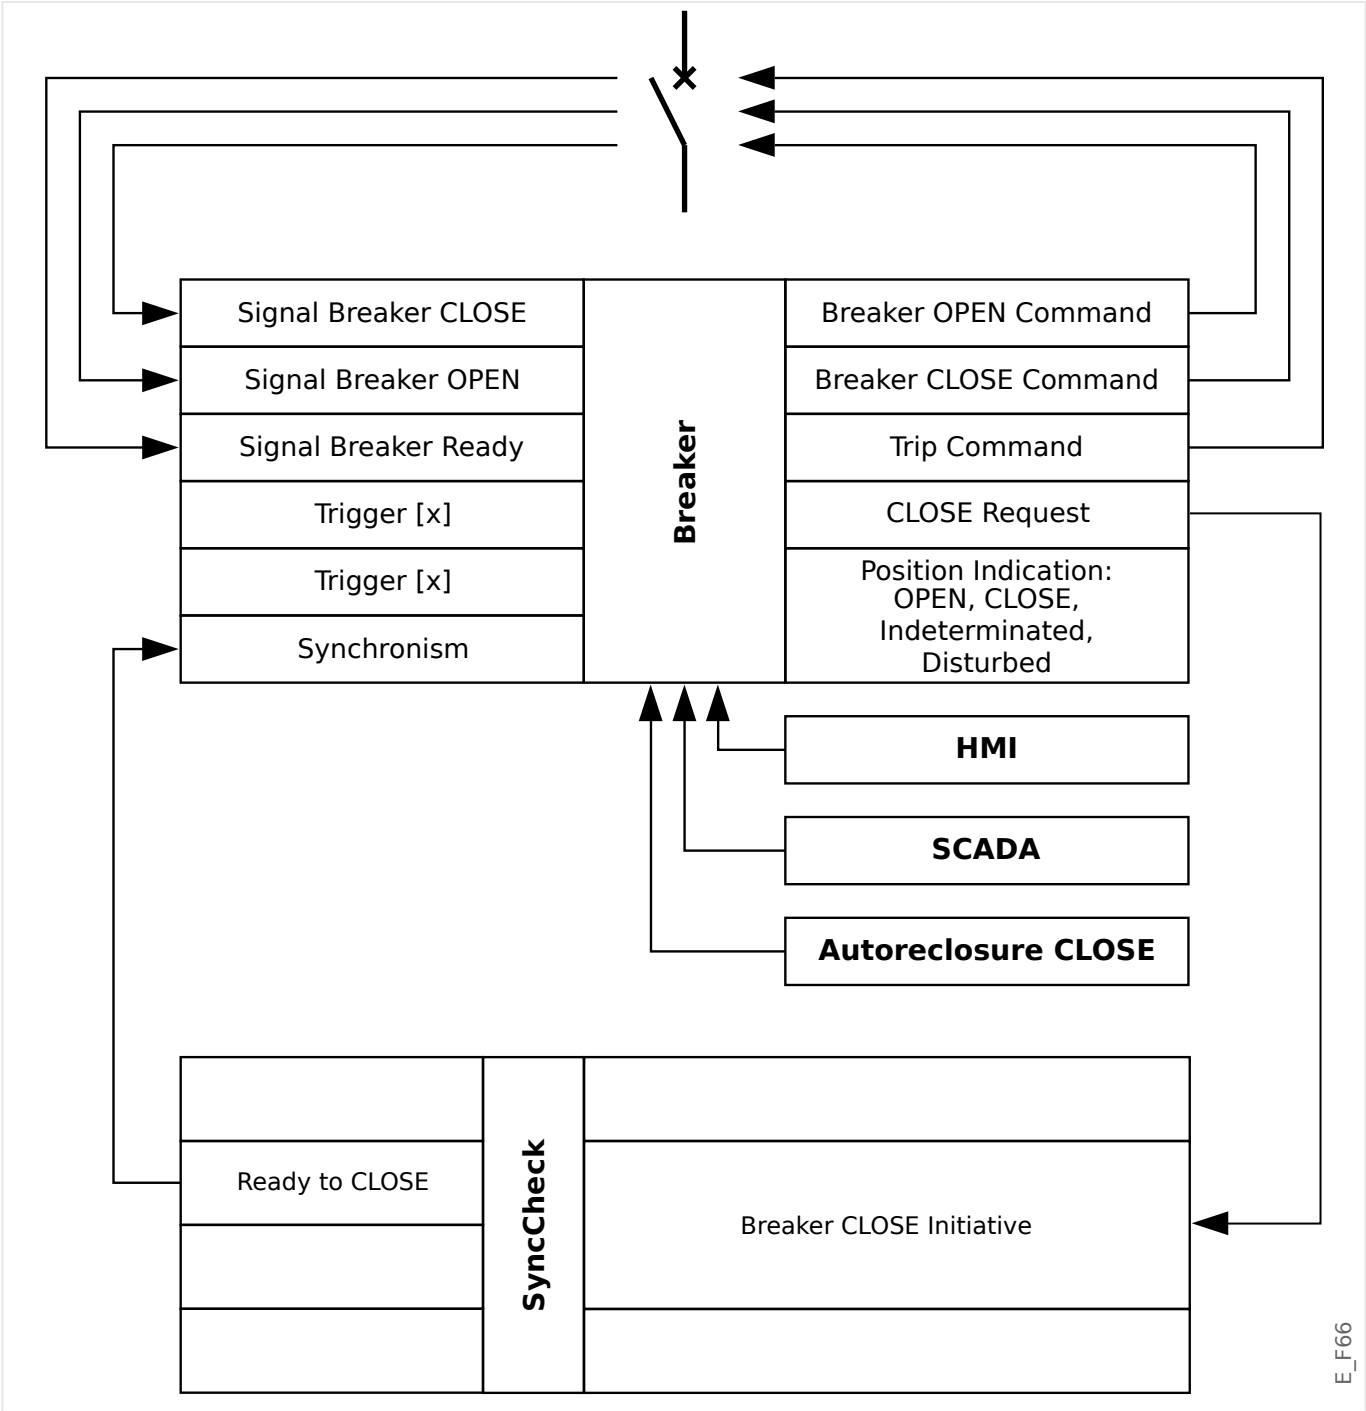 Signal Breaker CLOSE
Signal Breaker OPEN
Signal Breaker Ready
Trigger [x]
Trigger [x]
Synchronism
Breaker
Breaker OPEN Command
Breaker CLOSE Command
Trip Command
CLOSE Request
Position Indication:
OPEN, CLOSE,
Indeterminated,
Disturbed
HMI
SCADA
Autoreclosure CLOSE
Ready to CLOSE
SyncCheck
Breaker CLOSE Initiative
E_F66